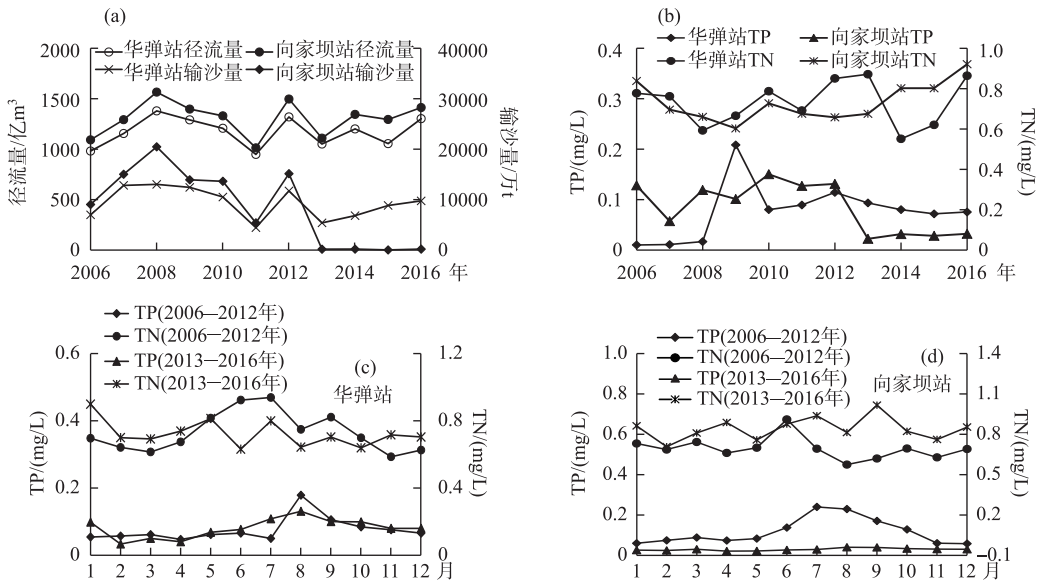 (a)
华弹站径流量 向家坝站径流量
华弹站输沙量 向家坝站输沙量
径流量/亿m³
2000
1500
1000
500
0
40000
30000
20000
10000
0
输沙量/万t
2006 2008 2010 2012 2014 2016 年
(b)
华弹站TP 向家坝站TP
华弹站TN 向家坝站TN
TP/(mg/L)
0.4
0.3
0.2
0.1
0
1.0
0.8
0.6
0.4
0.2
0
TN/(mg/L)
2006 2008 2010 2012 2014 2016 年
TP(2006—2012年)
TN(2006—2012年)
TP(2013—2016年)
TN(2013—2016年)
(c)
华弹站
TP/(mg/L)
0.6
0.4
0.2
0
1.2
0.8
0.4
0
TN/(mg/L)
1 2 3 4 5 6 7 8 9 10 11 12 月
TP(2006—2012年)
TN(2006—2012年)
TP(2013—2016年)
TN(2013—2016年)
(d)
向家坝站
TP/(mg/L)
1.0
0.8
0.6
0.4
0.2
0
1.4
1.1
0.8
0.5
0.2
−0.1
TN/(mg/L)
1 2 3 4 5 6 7 8 9 10 11 12 月